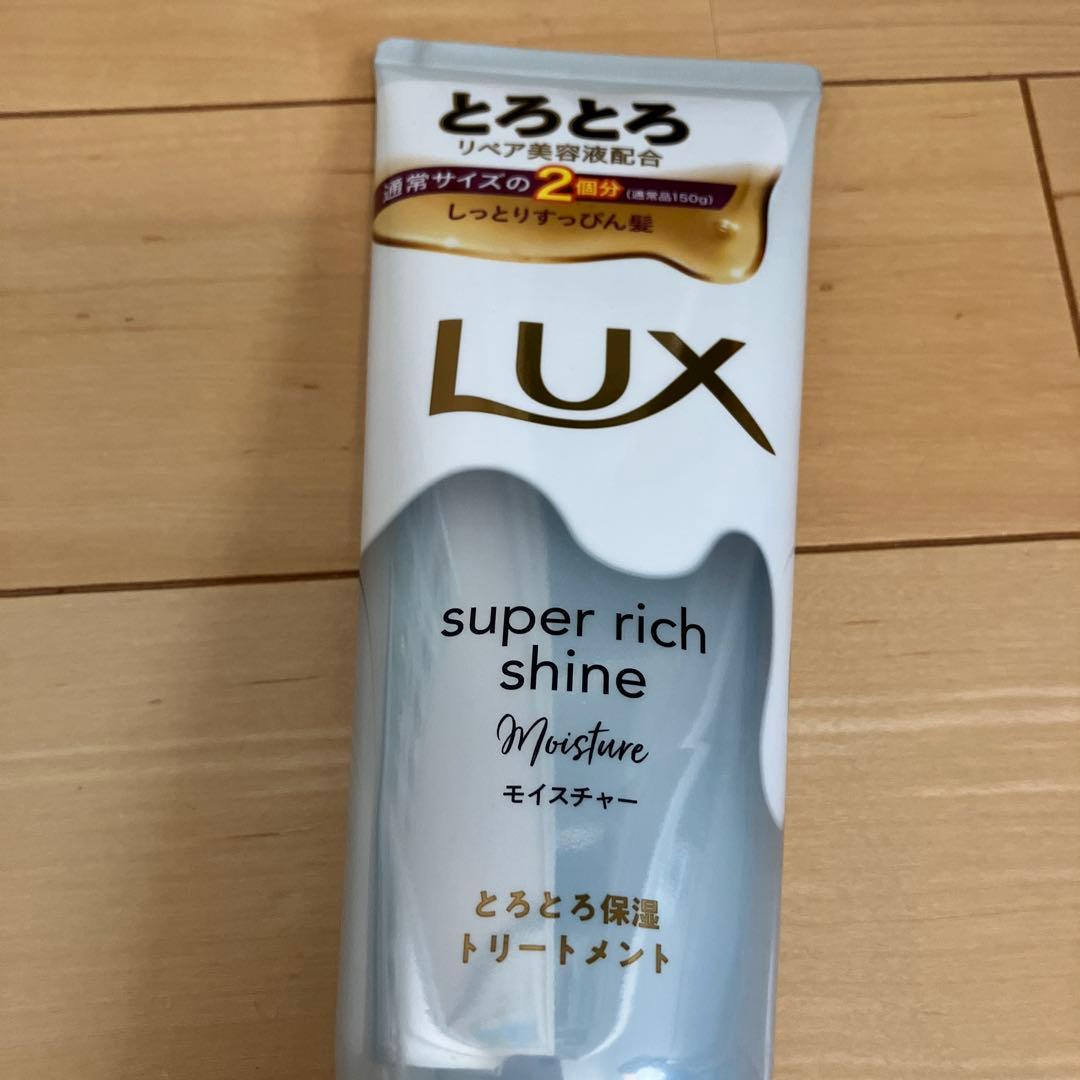 とろとろ
リペア美容液配合
通常サイズの2個分(通常品150g)
しっとりすっぴん髪
LUX
super rich
shine
Moisture
モイスチャー
とろとろ保湿
トリートメント